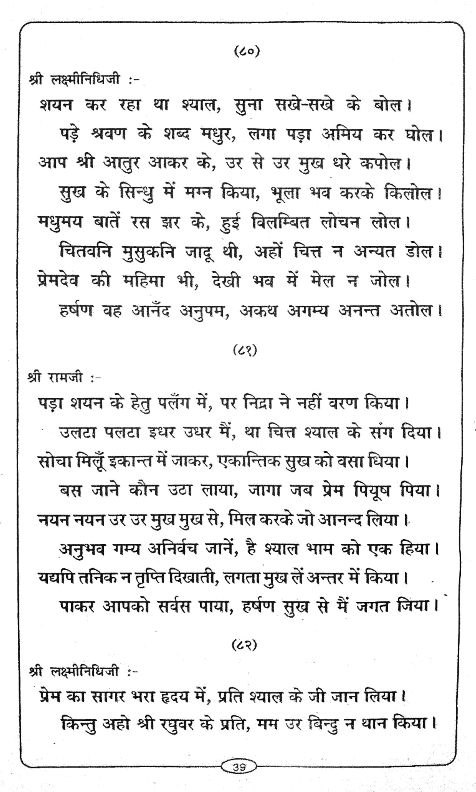 (८०)
श्री लक्ष्मीनिधिजी :-
शयन कर रहा था श्याल, सुना सखे-सखे के बोल।
पड़े श्रवण के शब्द मधुर, लगा पड़ा अमिय कर घोल।
आप श्री आतुर आकर के, उर से उर मुख धरे कपोल।
सुख के सिन्धु में मग्न किया, भूला भव करके किलोल।
मधुमय बातें रस झर के, हुई विलम्बित लोचन लोल।
चितवनि मुसुकनि जादू थी, अहों चित्त न अन्यत डोल।
प्रेमदेव की महिमा भी, देखी भव में मेल न जोल।
हर्षण वह आनँद अनुपम, अकथ अगम्य अनन्त अतोल।
(८१)
श्री रामजी :-
पड़ा शयन के हेतु पलँग में, पर निद्रा ने नहीं वरण किया।
उलटा पलटा इधर उधर मैं, था चित्त श्याल के संग दिया।
सोचा मिलूँ इकान्त में जाकर, एकान्तिक सुख को बसा धिया।
बस जाने कौन उठा लाया, जागा जब प्रेम पियूष पिया।
नयन नयन उर उर मुख मुख से, मिल करके जो आनन्द लिया।
अनुभव गम्य अनिर्वच जानें, है श्याल भाम को एक हिया।
यद्यपि तनिक न तृप्ति दिखाती, लगता मुख लें अन्तर में किया।
पाकर आपको सर्वस पाया, हर्षण सुख से मैं जगत जिया।
(८२)
श्री लक्ष्मीनिधिजी :-
प्रेम का सागर भरा हृदय में, प्रति श्याल के जी जान लिया।
किन्तु अहो श्री रघुवर के प्रति, मम उर बिन्दु न थान किया।
39